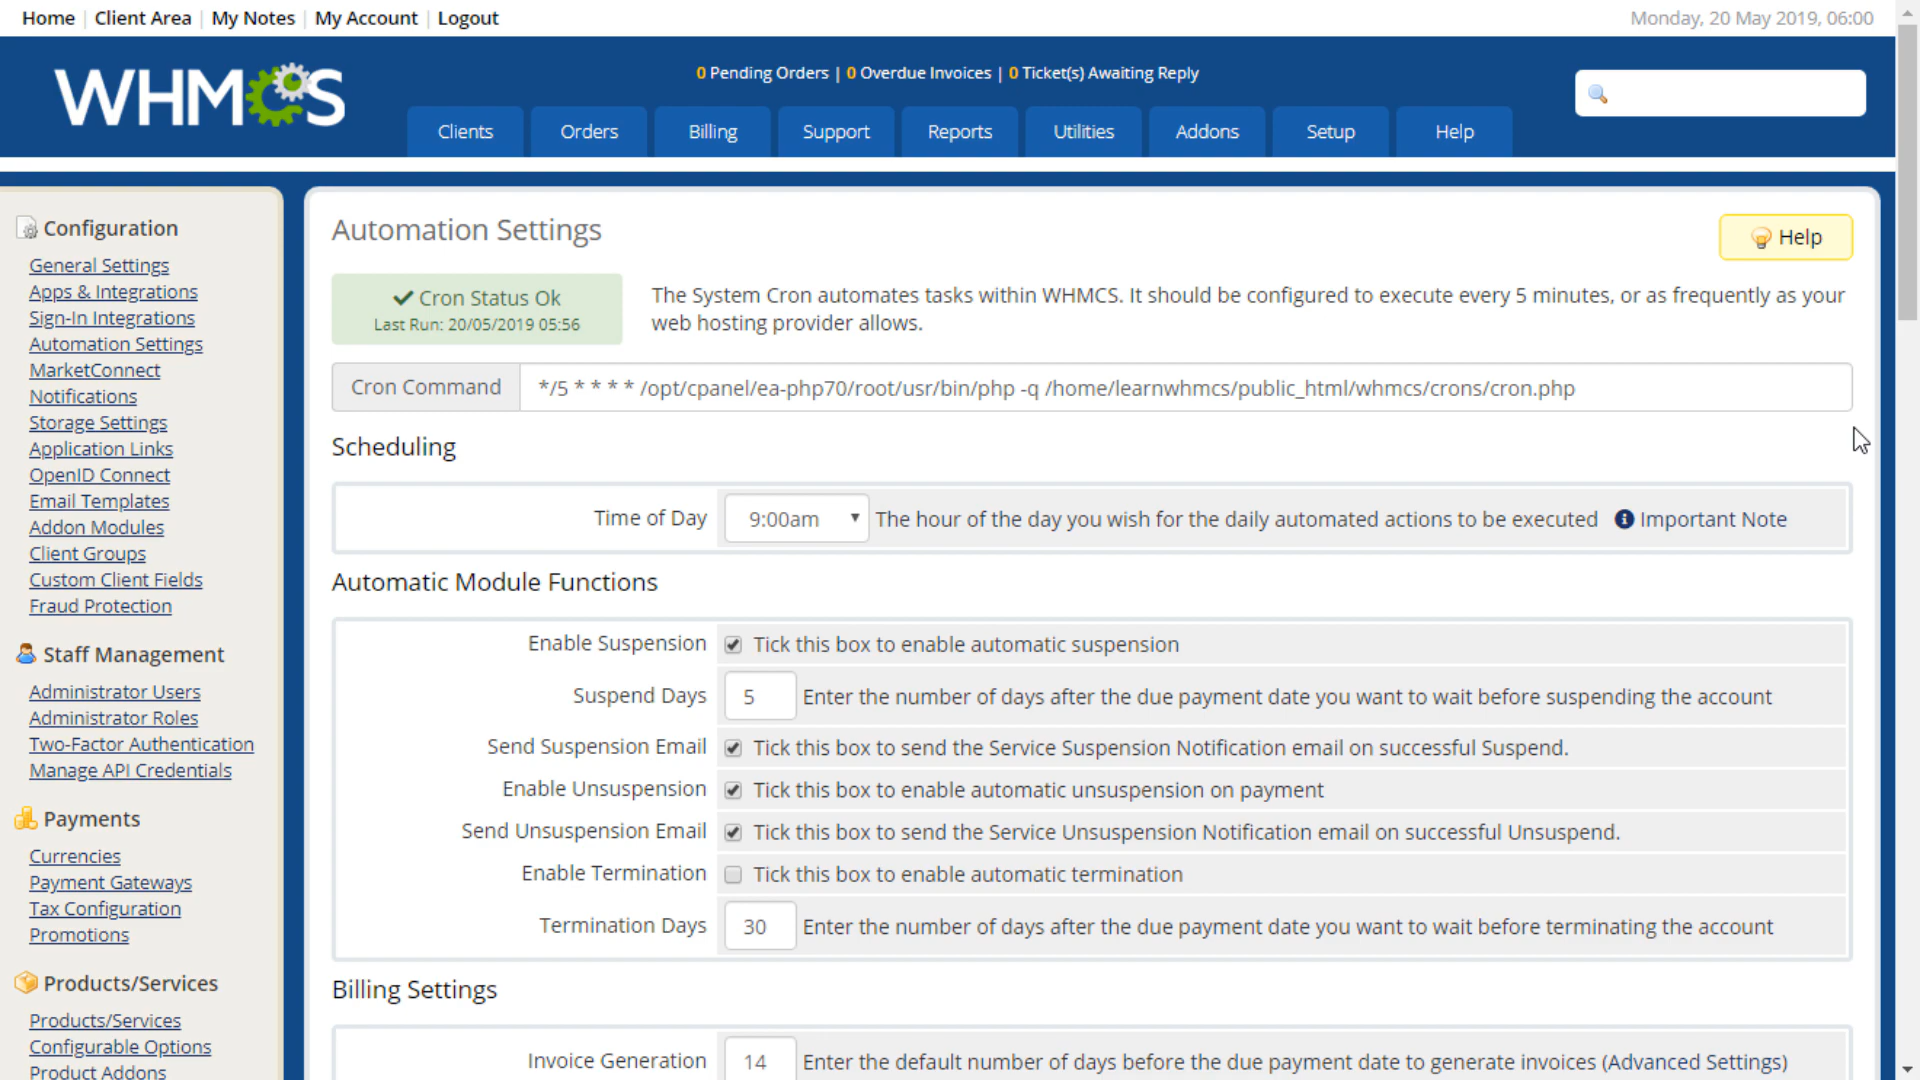 Home | Client Area | My Notes | My Account | Logout
Monday, 20 May 2019, 06:00
WHMCS
0 Pending Orders | 0 Overdue Invoices | 0 Ticket(s) Awaiting Reply
Clients Orders Billing Support Reports Utilities Addons Setup Help
Configuration
General Settings
Apps & Integrations
Sign-In Integrations
Automation Settings
MarketConnect
Notifications
Storage Settings
Application Links
OpenID Connect
Email Templates
Addon Modules
Client Groups
Custom Client Fields
Fraud Protection
Staff Management
Administrator Users
Administrator Roles
Two-Factor Authentication
Manage API Credentials
Payments
Currencies
Payment Gateways
Tax Configuration
Promotions
Products/Services
Products/Services
Configurable Options
Product Addons
Automation Settings
Help
Cron Status Ok
Last Run: 20/05/2019 05:56
The System Cron automates tasks within WHMCS. It should be configured to execute every 5 minutes, or as frequently as your
web hosting provider allows.
Cron Command */5 * * * * /opt/cpanel/ea-php70/root/usr/bin/php -q /home/learnwhmcs/public_html/whmcs/crons/cron.php
Scheduling
Time of Day 9:00am The hour of the day you wish for the daily automated actions to be executed Important Note
Automatic Module Functions
Enable Suspension Tick this box to enable automatic suspension
Suspend Days 5 Enter the number of days after the due payment date you want to wait before suspending the account
Send Suspension Email Tick this box to send the Service Suspension Notification email on successful Suspend.
Enable Unsuspension Tick this box to enable automatic unsuspension on payment
Send Unsuspension Email Tick this box to send the Service Unsuspension Notification email on successful Unsuspend.
Enable Termination Tick this box to enable automatic termination
Termination Days 30 Enter the number of days after the due payment date you want to wait before terminating the account
Billing Settings
Invoice Generation 14 Enter the default number of days before the due payment date to generate invoices (Advanced Settings)